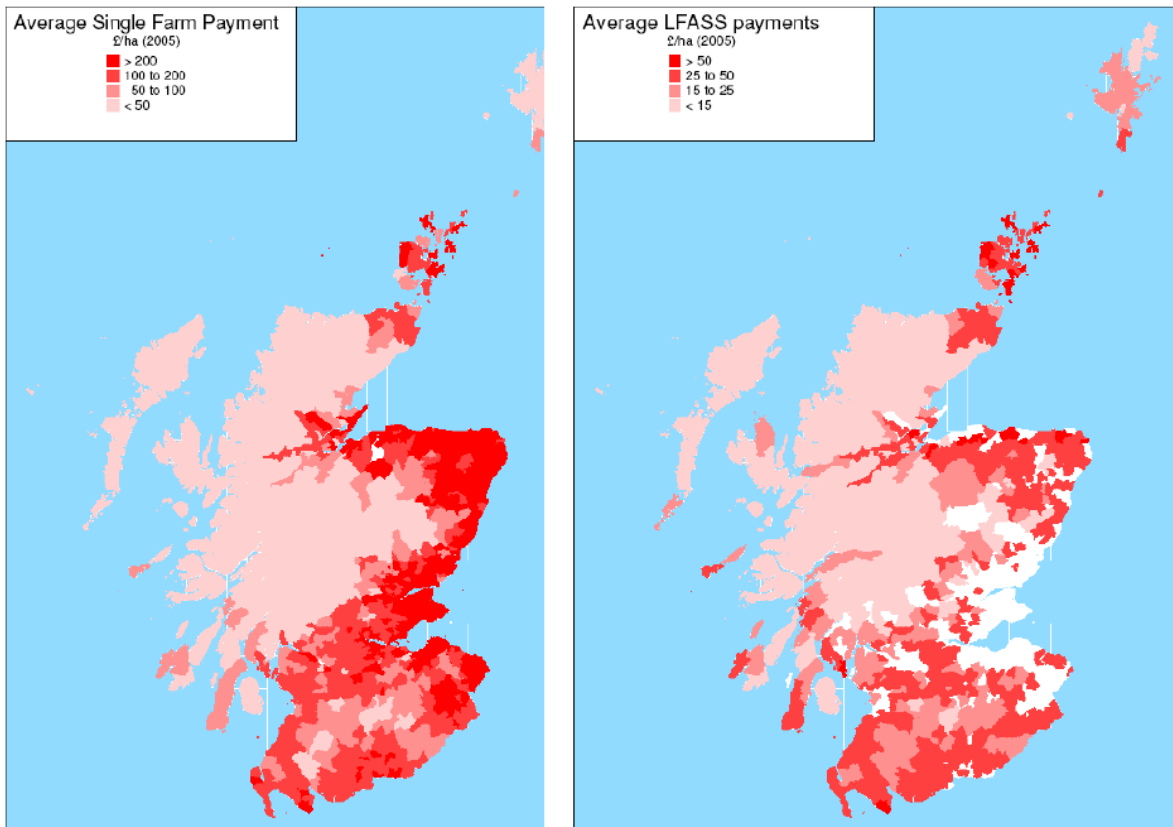 Average Single Farm Payment
£/ha (2005)
> 200
100 to 200
50 to 100
< 50
Average LFASS payments
£/ha (2005)
> 50
25 to 50
15 to 25
< 15